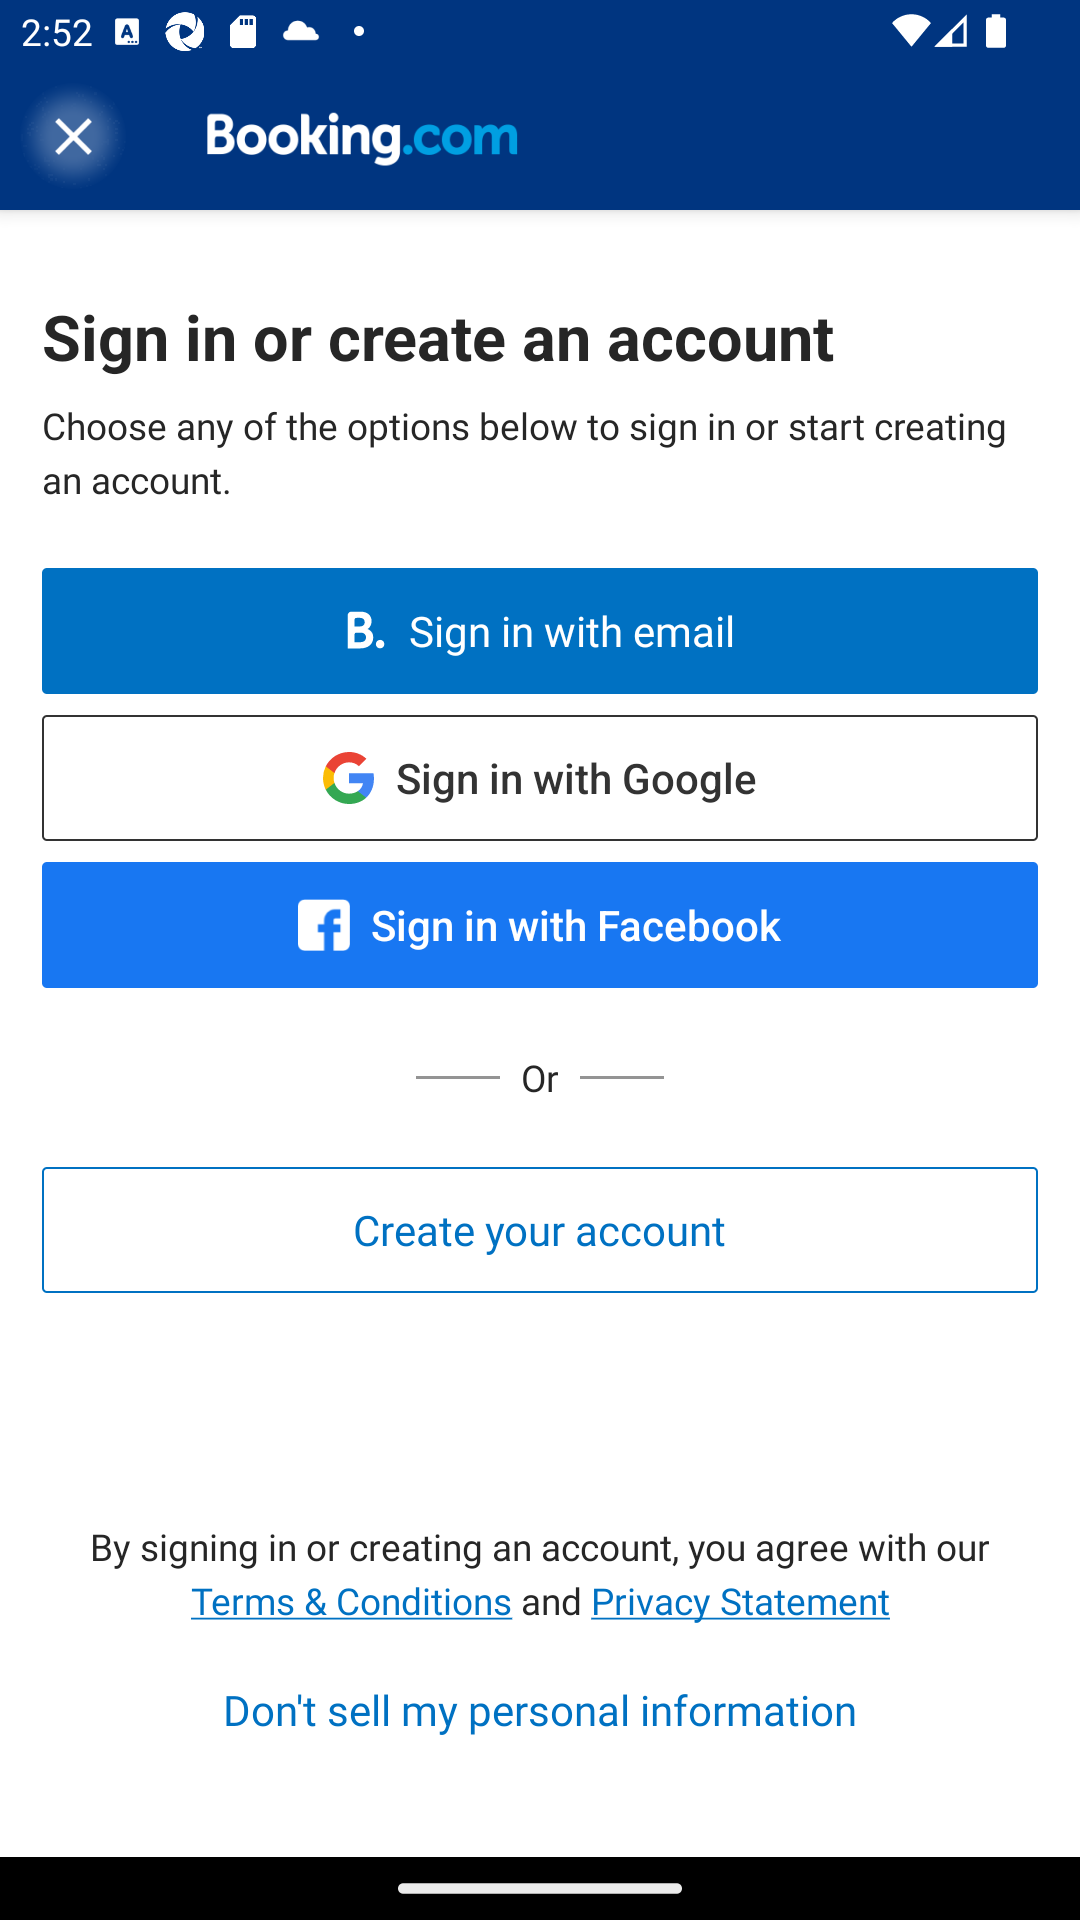 2:52
Booking.com
Sign in or create an account
Choose any of the options below to sign in or start creating
an account.
B. Sign in with email
Sign in with Google
Sign in with Facebook
Or
Create your account
By signing in or creating an account, you agree with our
Terms & Conditions and Privacy Statement
Don't sell my personal information